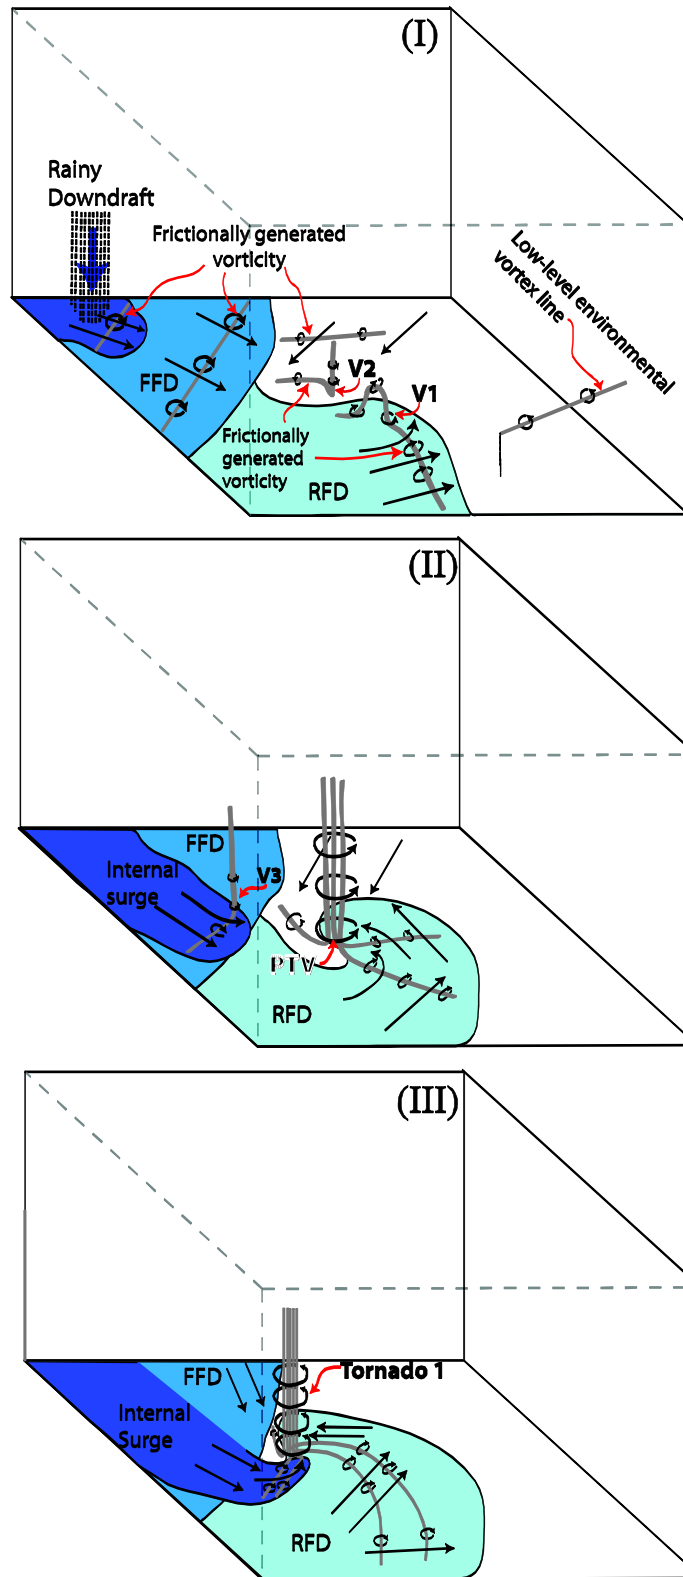 (I)
Rainy
Downdraft
Frictionally generated
vorticity
Low-level environmental
vortex line
FFD
V2
V1
Frictionally
generated
vorticity
RFD
(II)
FFD
Internal
surge
V3
PTV
RFD
(III)
FFD
Tornado 1
Internal
Surge
RFD